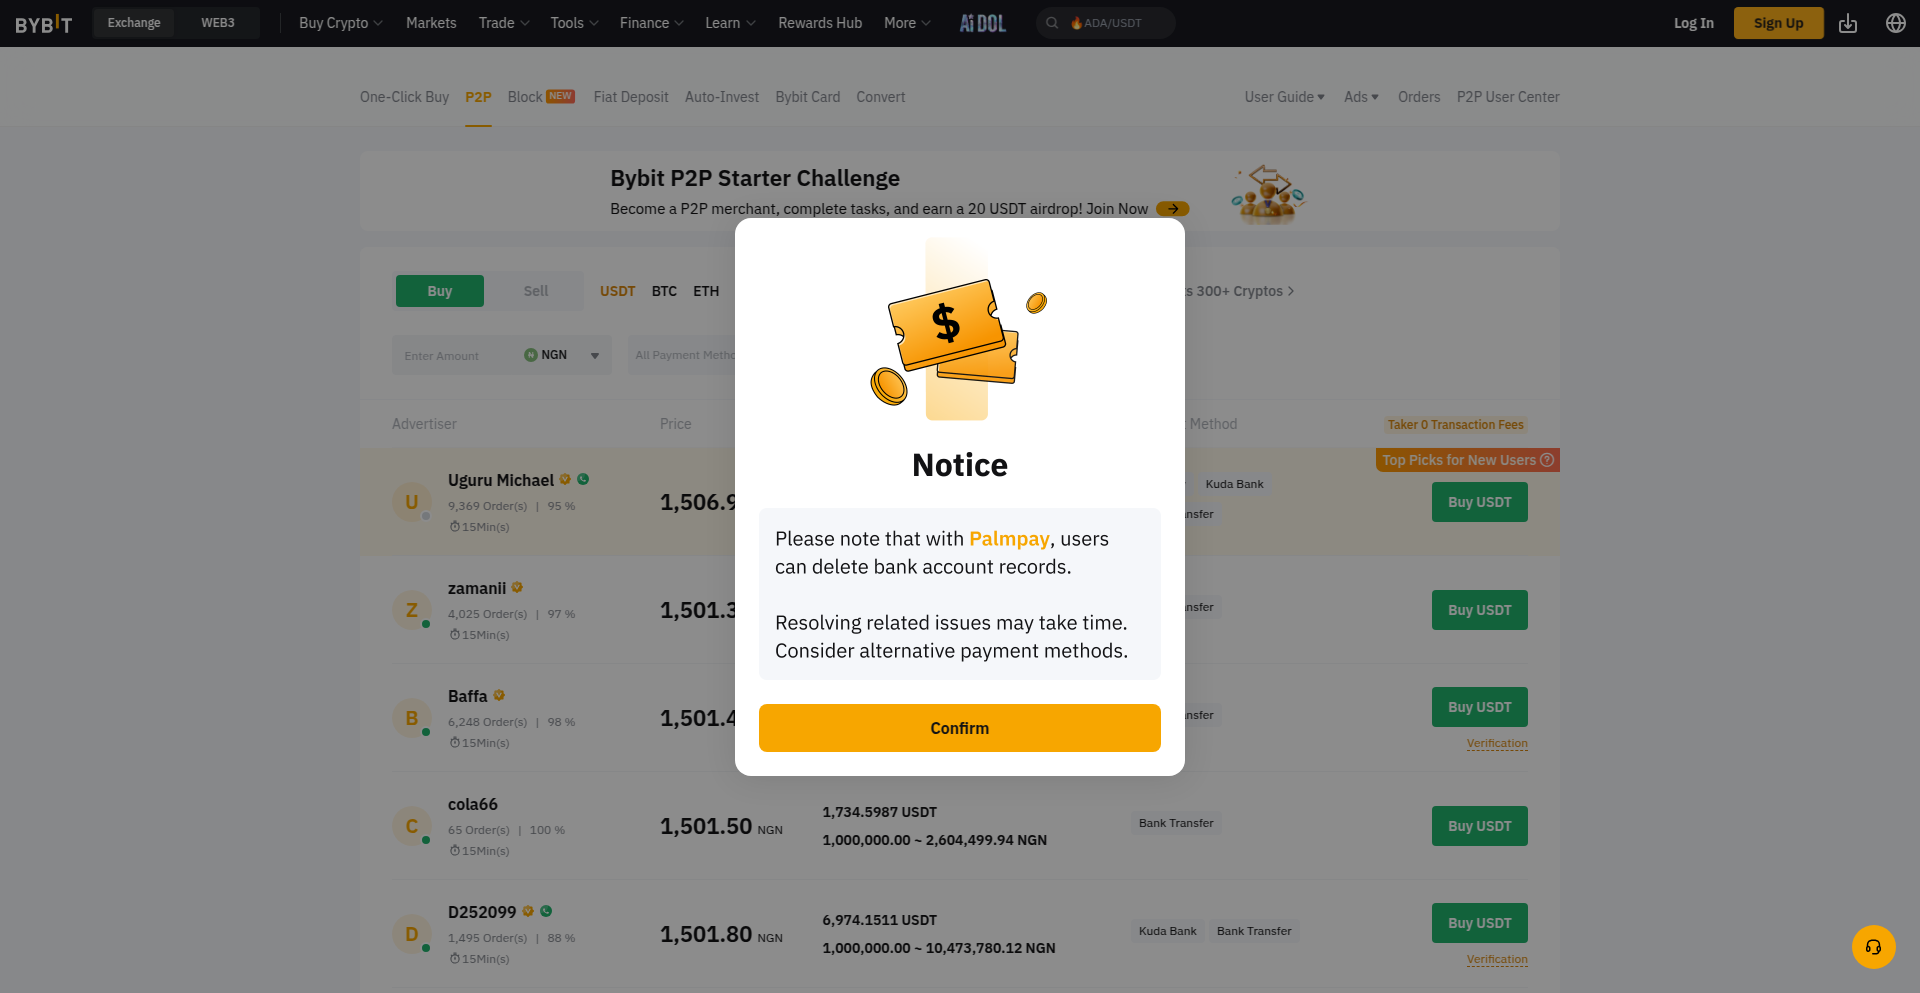 BYBIT Exchange WEB3 Buy Crypto Markets Trade Tools Finance Learn Rewards Hub More AiDOL ADA/USDT Log In Sign Up
One-Click Buy P2P Block NEW Fiat Deposit Auto-Invest Bybit Card Convert User Guide Ads Orders P2P User Center
Bybit P2P Starter Challenge
Become a P2P merchant, complete tasks, and earn a 20 USDT airdrop! Join Now
Buy Sell USDT BTC ETH 300+ Cryptos
Enter Amount NGN All Payment
$
Notice
Please note that with Palmpay, users
can delete bank account records.
Resolving related issues may take time.
Consider alternative payment methods.
Confirm
Advertiser Price Method Taker 0 Transaction Fees
Top Picks for New Users
U Uguru Michael
9,369 Order(s) | 95 %
15Min(s)
1,506.9
Kuda Bank
Buy USDT
Z zamanii
4,025 Order(s) | 97 %
15Min(s)
1,501.3
Buy USDT
B Baffa
6,248 Order(s) | 98 %
15Min(s)
1,501.4
Buy USDT
Verification
C cola66
65 Order(s) | 100 %
15Min(s)
1,501.50 NGN
1,734.5987 USDT
1,000,000.00 ~ 2,604,499.94 NGN
Bank Transfer
Buy USDT
D D252099
1,495 Order(s) | 88 %
15Min(s)
1,501.80 NGN
6,974.1511 USDT
1,000,000.00 ~ 10,473,780.12 NGN
Kuda Bank Bank Transfer
Buy USDT
Verification